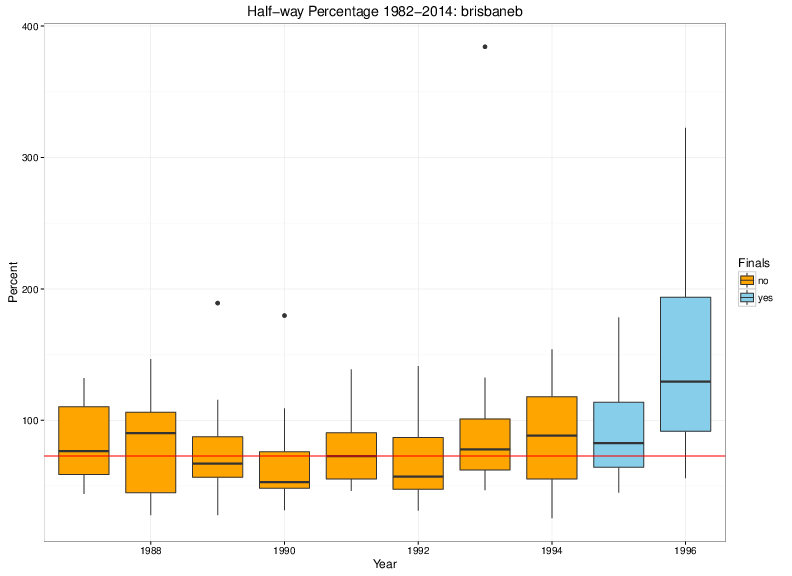 Half−way Percentage 1982−2014: brisbaneb
400
300
200
100
Percent
1988 1990 1992 1994 1996
Year
Finals
no
yes